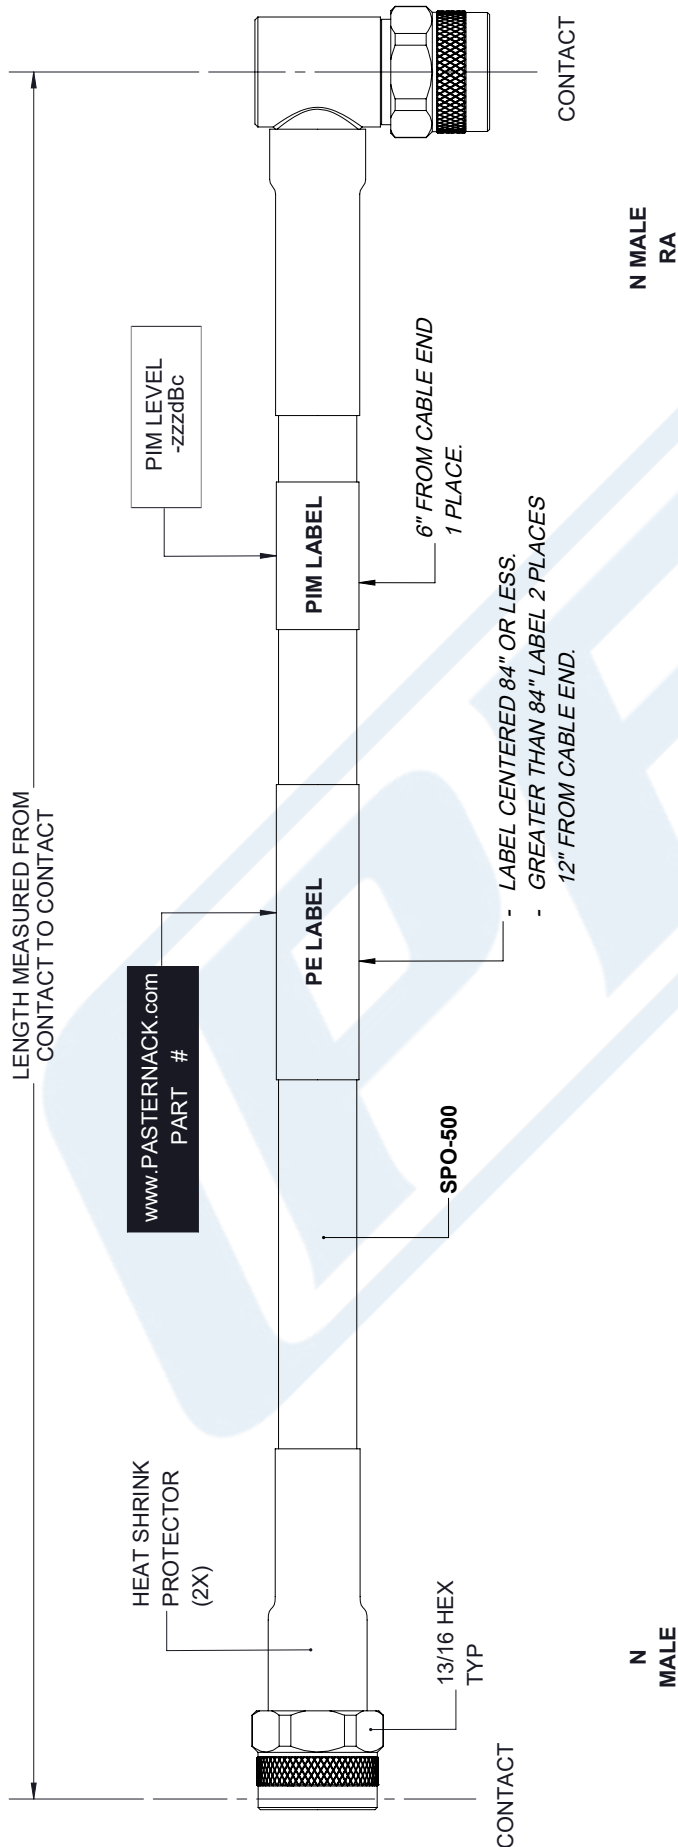 LENGTH MEASURED FROM
CONTACT TO CONTACT
HEAT SHRINK
PROTECTOR
(2X)
www.PASTERNACK.com
PART #
PIM LEVEL
-zzzdBc
PE LABEL
PIM LABEL
13/16 HEX
TYP
SPO-500
- LABEL CENTERED 84" OR LESS.
- GREATER THAN 84" LABEL 2 PLACES
12" FROM CABLE END.
6" FROM CABLE END
1 PLACE.
CONTACT
CONTACT
N
MALE
N MALE
RA